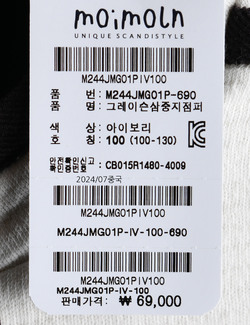 moimoln
UNIQUE SCANDISTYLE
M244JMG01PIV100
품 번: M244JMG01P-690
품 명: 그레이슨삼중지점퍼
M244JMG01PIV100
색 상: 아이보리
호 칭: 100 (100-130)
안전확인신고
확인증번호 : CB015R1480-4009
2024/07중국
M244JMG01PIV100
M244JMG01P-IV-100-690
M244JMG01PIV100
M244JMG01P-IV-100
판매가격: ₩ 69,000